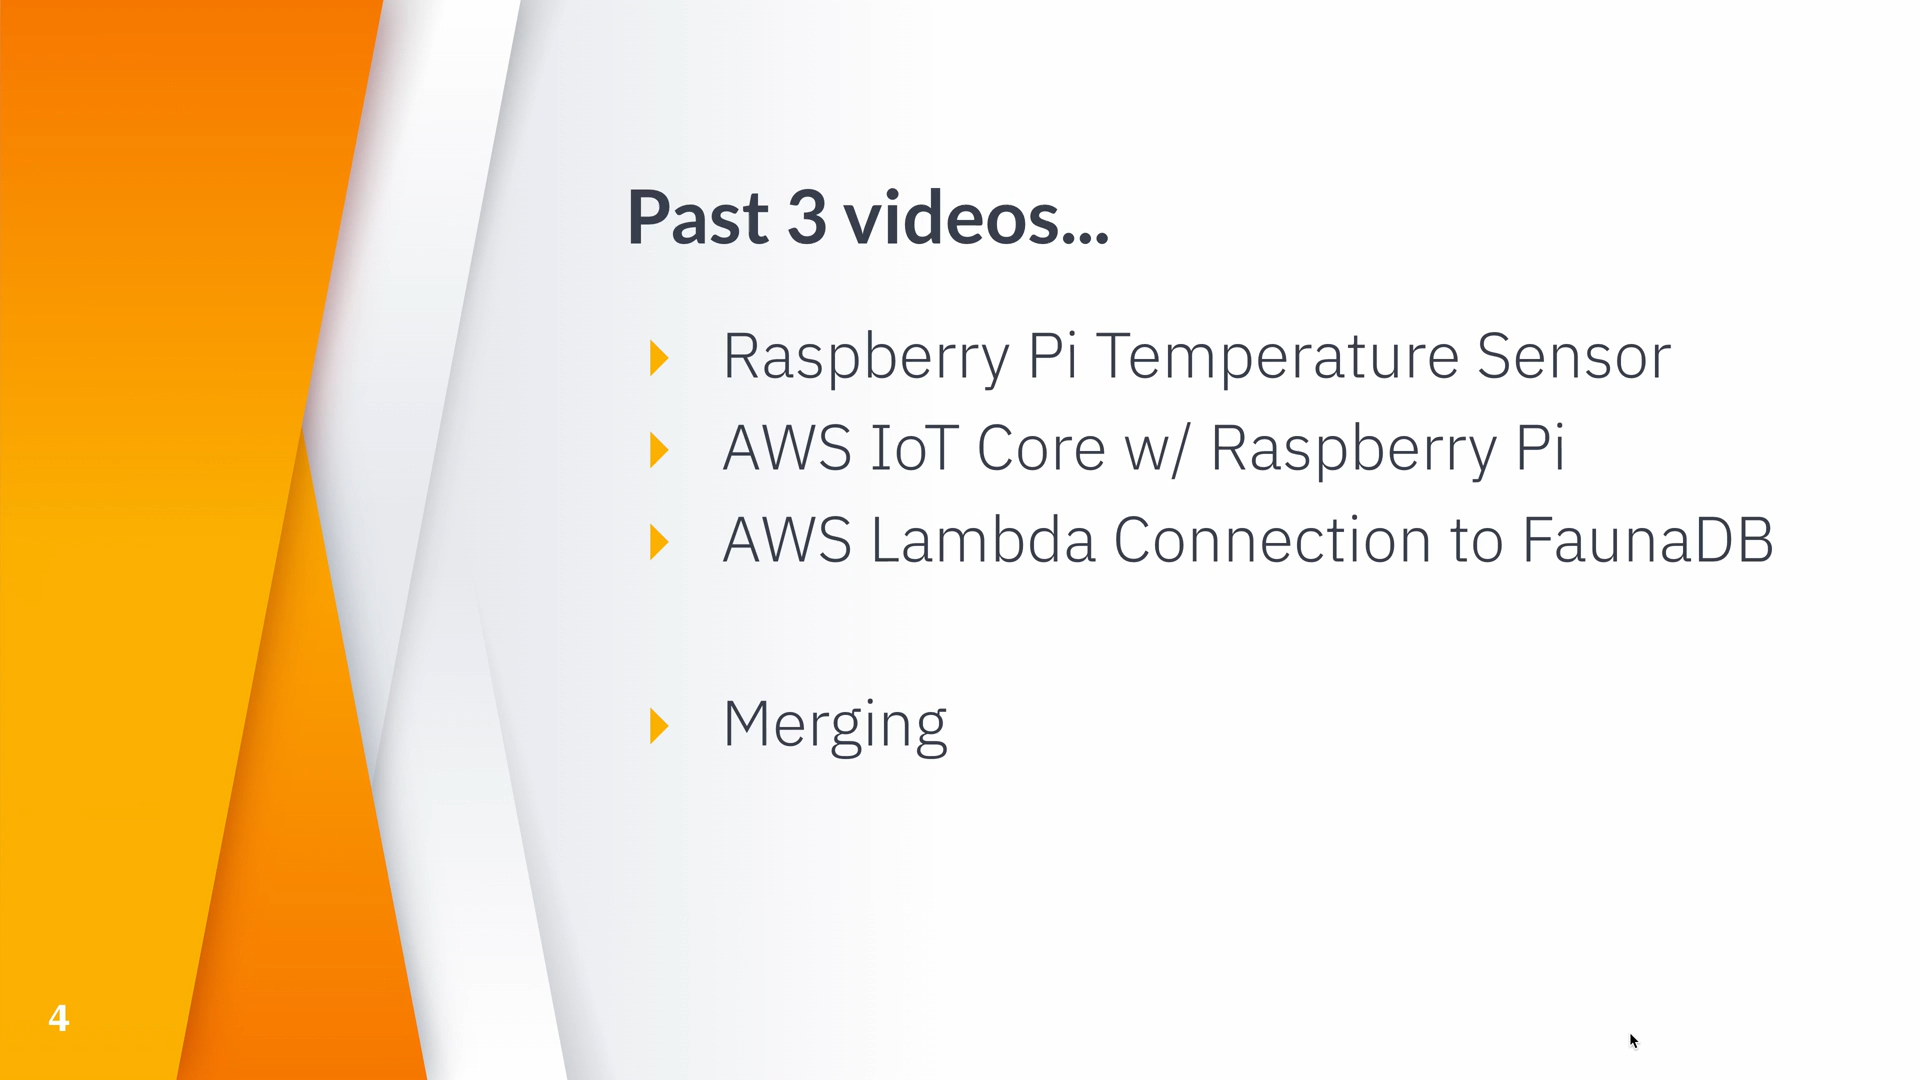 Past 3 videos...
Raspberry Pi Temperature Sensor
AWS IoT Core w/ Raspberry Pi
AWS Lambda Connection to FaunaDB
Merging
4